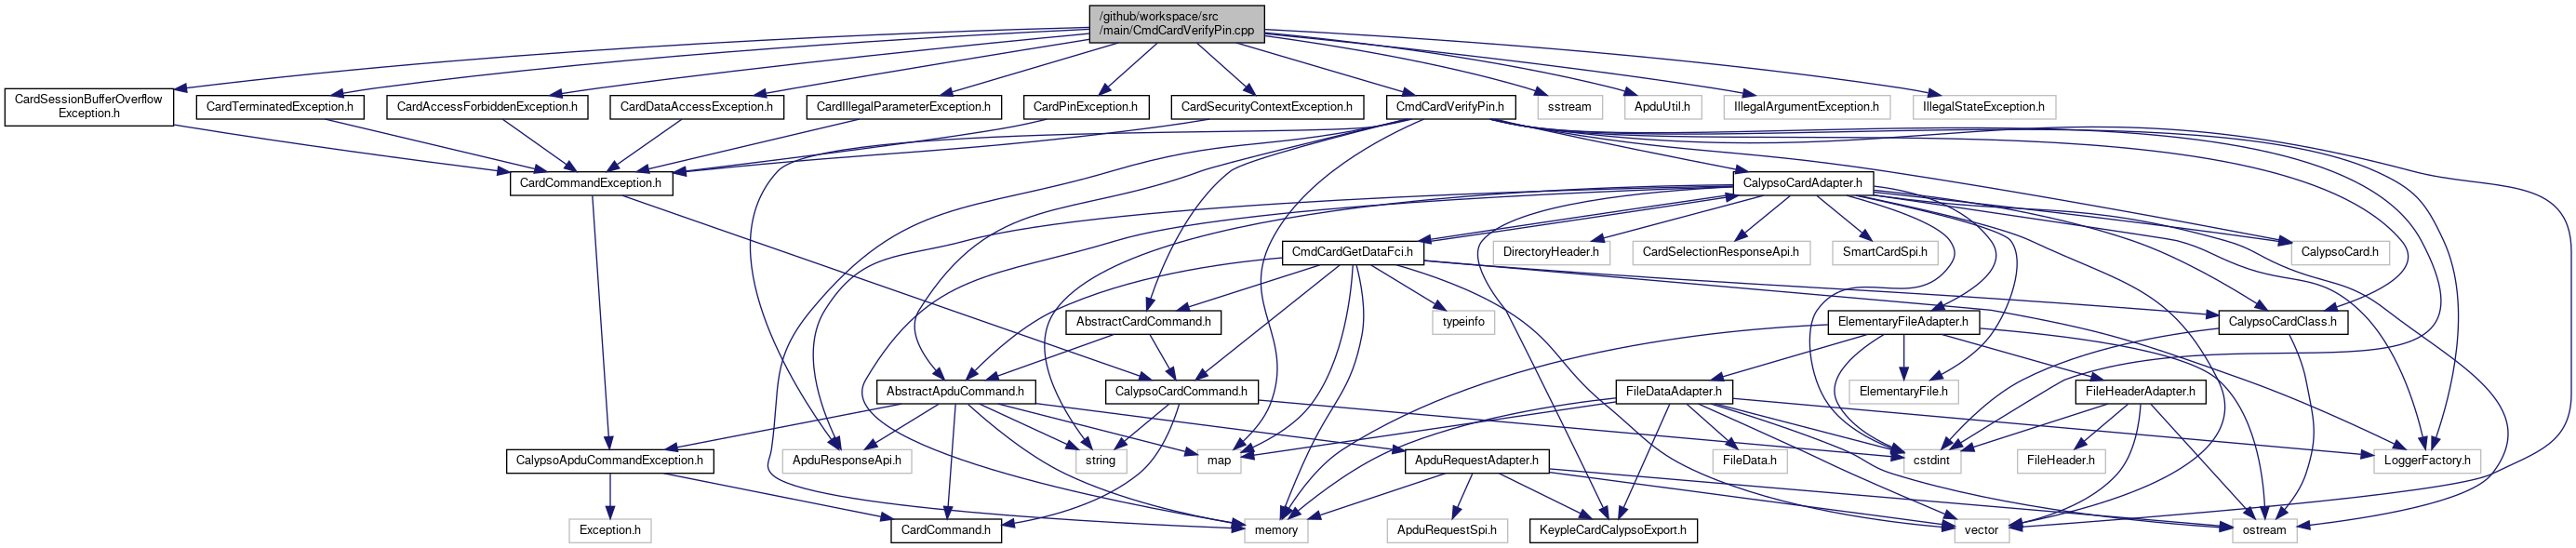 /github/workspace/src
/main/CmdCardVerifyPin.cpp
CardSessionBufferOverflow
Exception.h
CardTerminatedException.h
CardAccessForbiddenException.h
CardDataAccessException.h
CardIllegalParameterException.h
CardPinException.h
CardSecurityContextException.h
CmdCardVerifyPin.h
sstream
ApduUtil.h
IllegalArgumentException.h
IllegalStateException.h
CardCommandException.h
CalypsoCardAdapter.h
CmdCardGetDataFci.h
DirectoryHeader.h
CardSelectionResponseApi.h
SmartCardSpi.h
CalypsoCard.h
AbstractCardCommand.h
typeinfo
ElementaryFileAdapter.h
CalypsoCardClass.h
AbstractApduCommand.h
CalypsoCardCommand.h
FileDataAdapter.h
ElementaryFile.h
FileHeaderAdapter.h
CalypsoApduCommandException.h
ApduResponseApi.h
string
map
ApduRequestAdapter.h
FileData.h
cstdint
FileHeader.h
LoggerFactory.h
Exception.h
CardCommand.h
memory
ApduRequestSpi.h
KeypleCardCalypsoExport.h
vector
ostream